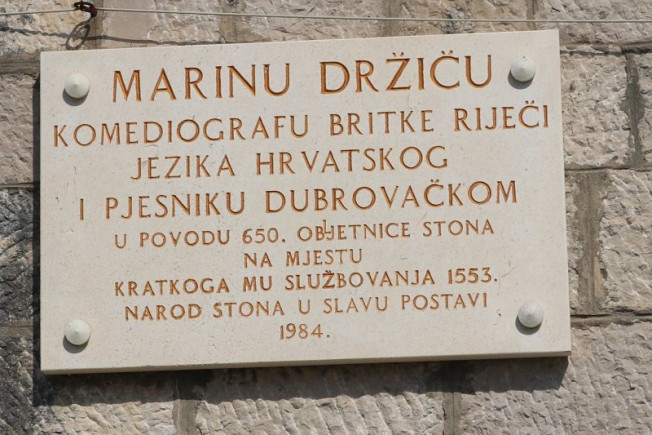 MARINU DRŽIĆU
KOMEDIOGRAFU BRITKE RIJEČI
JEZIKA HRVATSKOG
I PJESNIKU DUBROVAČKOM
U POVODU 650. OBLJETNICE STONA
NA MJESTU
KRATKOGA MU SLUŽBOVANJA 1553.
NAROD STONA U SLAVU POSTAVI
1984.